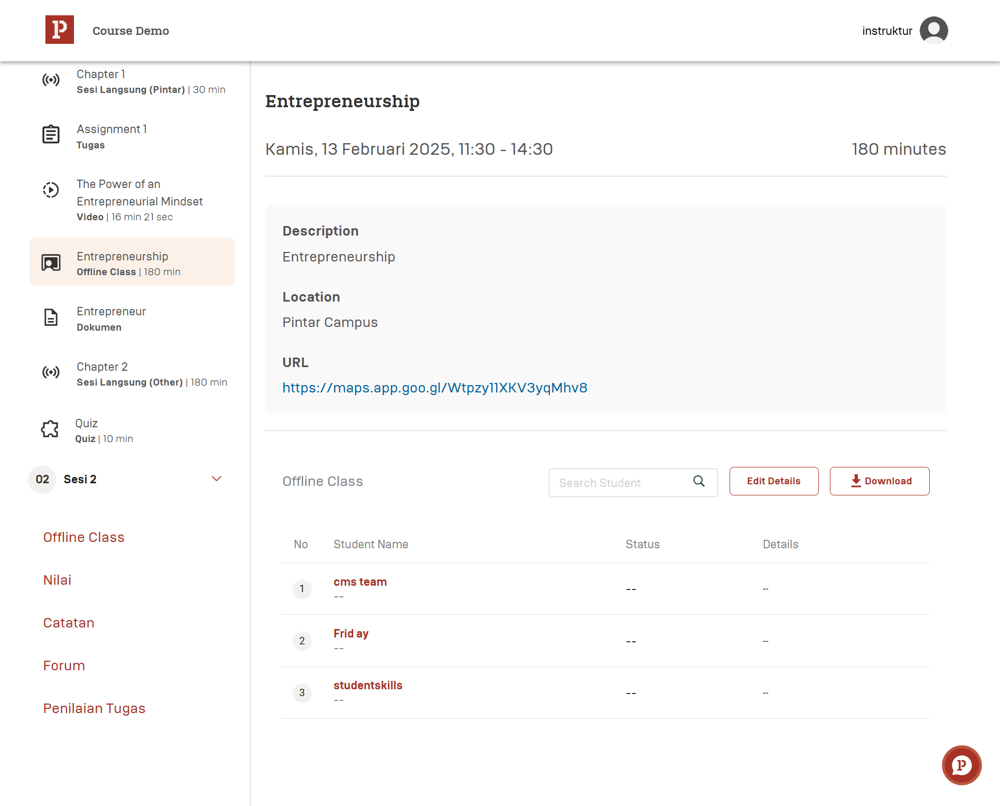 P
Course Demo
instruktur
Chapter 1
Sesi Langsung (Pintar) | 30 min
Assignment 1
Tugas
The Power of an
Entrepreneurial Mindset
Video | 16 min 21 sec
Entrepreneurship
Offline Class | 180 min
Entrepreneur
Dokumen
Chapter 2
Sesi Langsung (Other) | 180 min
Quiz
Quiz | 10 min
02 Sesi 2
Offline Class
Nilai
Catatan
Forum
Penilaian Tugas
Entrepreneurship
Kamis, 13 Februari 2025, 11:30 - 14:30
180 minutes
Description
Entrepreneurship
Location
Pintar Campus
URL
https://maps.app.goo.gl/Wtpzy11XKV3yqMhv8
Offline Class
Search Student
Edit Details
Download
No Student Name Status Details
1 cms team -- --
--
2 Frid ay -- --
--
3 studentskills -- --
--
P